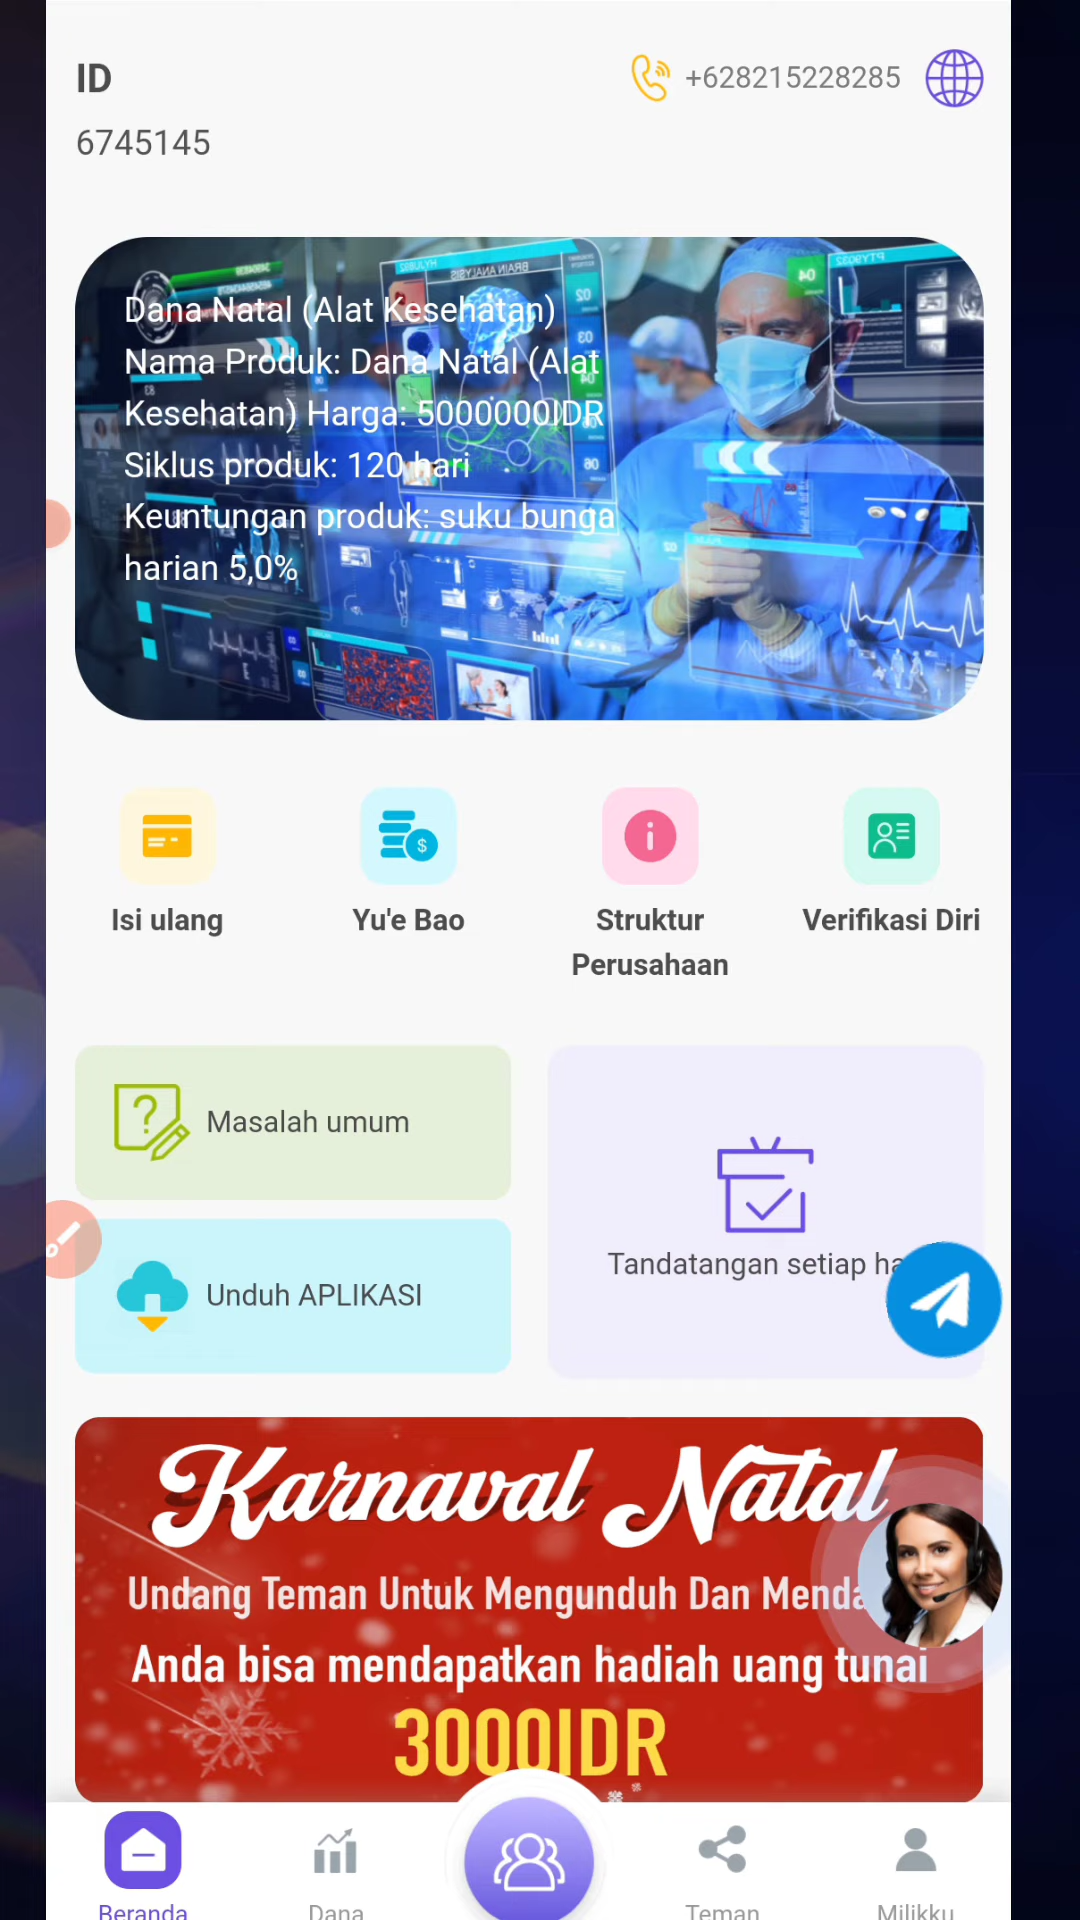 ID
+628215228285
6745145
Dana Natal (Alat Kesehatan)
Nama Produk: Dana Natal (Alat
Kesehatan) Harga: 5000000IDR
Siklus produk: 120 hari
Keuntungan produk: suku bunga
harian 5,0%
BRAIN ANALYSIS
Isi ulang
Yu'e Bao
Struktur
Perusahaan
Verifikasi Diri
Masalah umum
Unduh APLIKASI
Tandatangan setiap
Karnaval Natal
Undang Teman Untuk Mengunduh Dan
Anda bisa mendapatkan hadiah uang tunai
3000IDR
Beranda
Dana
Teman
Milikku